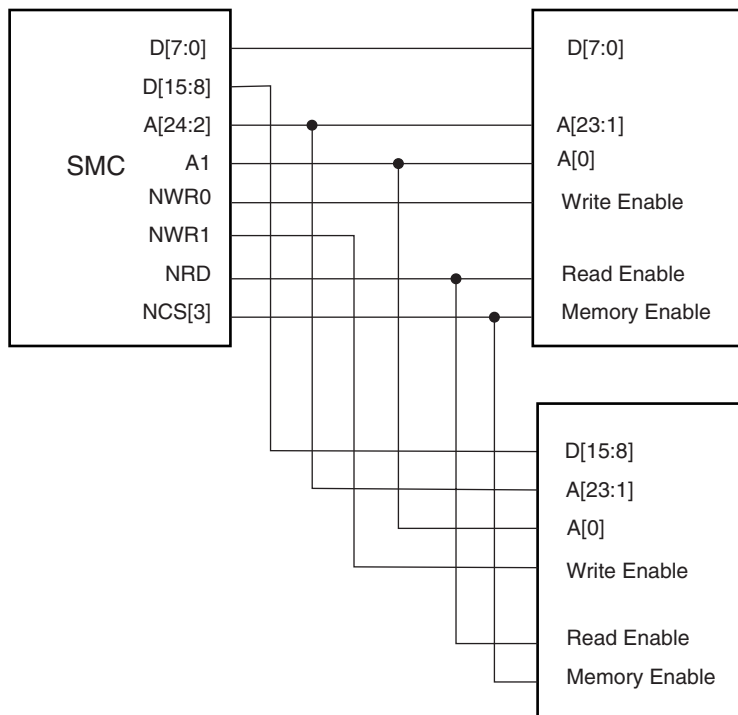 D[7:0]
D[15:8]
A[24:2]
SMC
A1
NWR0
NWR1
NRD
NCS[3]
D[7:0]
A[23:1]
A[0]
Write Enable
Read Enable
Memory Enable
D[15:8]
A[23:1]
A[0]
Write Enable
Read Enable
Memory Enable